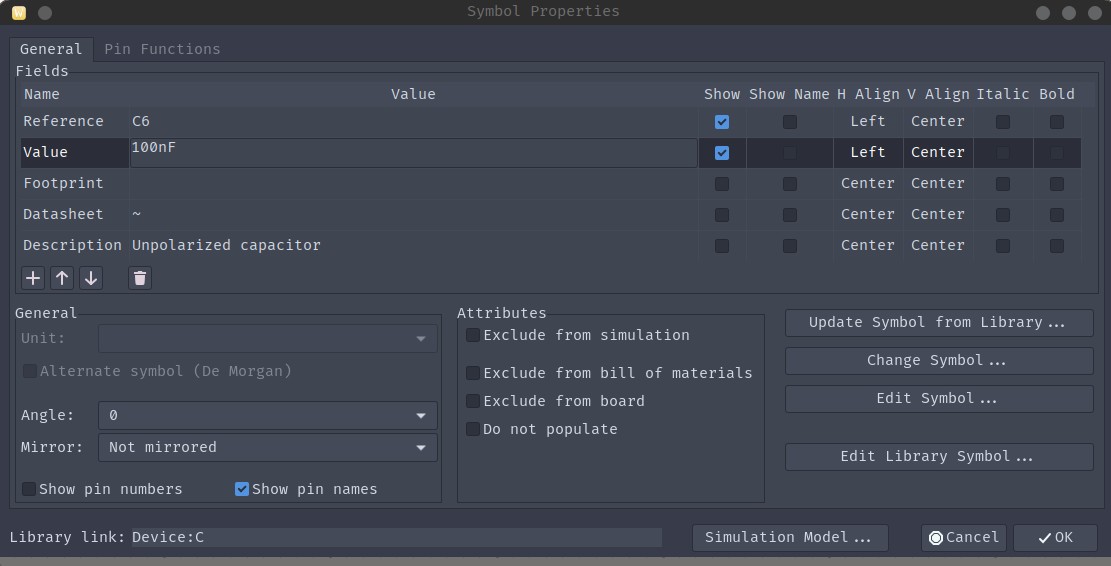 Symbol Properties
General Pin Functions
Fields
Name Value Show Show Name H Align V Align Italic Bold
Reference C6 Left Center
Value 100nF Left Center
Footprint Center Center
Datasheet ~ Center Center
Description Unpolarized capacitor Center Center
General
Unit:
Alternate symbol (De Morgan)
Angle: 0
Mirror: Not mirrored
Show pin numbers Show pin names
Attributes
Exclude from simulation
Exclude from bill of materials
Exclude from board
Do not populate
Update Symbol from Library...
Change Symbol...
Edit Symbol...
Edit Library Symbol...
Library link: Device:C Simulation Model... Cancel OK